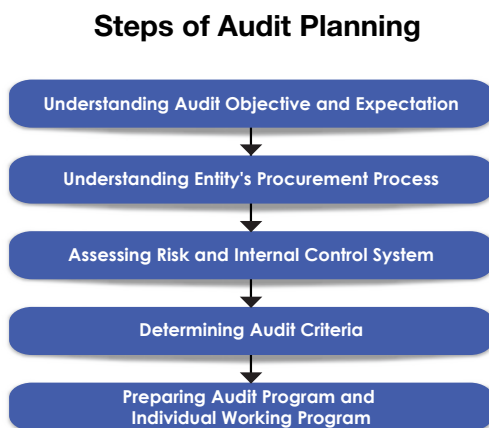 Steps of Audit Planning
Understanding Audit Objective and Expectation
Understanding Entity's Procurement Process
Assessing Risk and Internal Control System
Determining Audit Criteria
Preparing Audit Program and
Individual Working Program